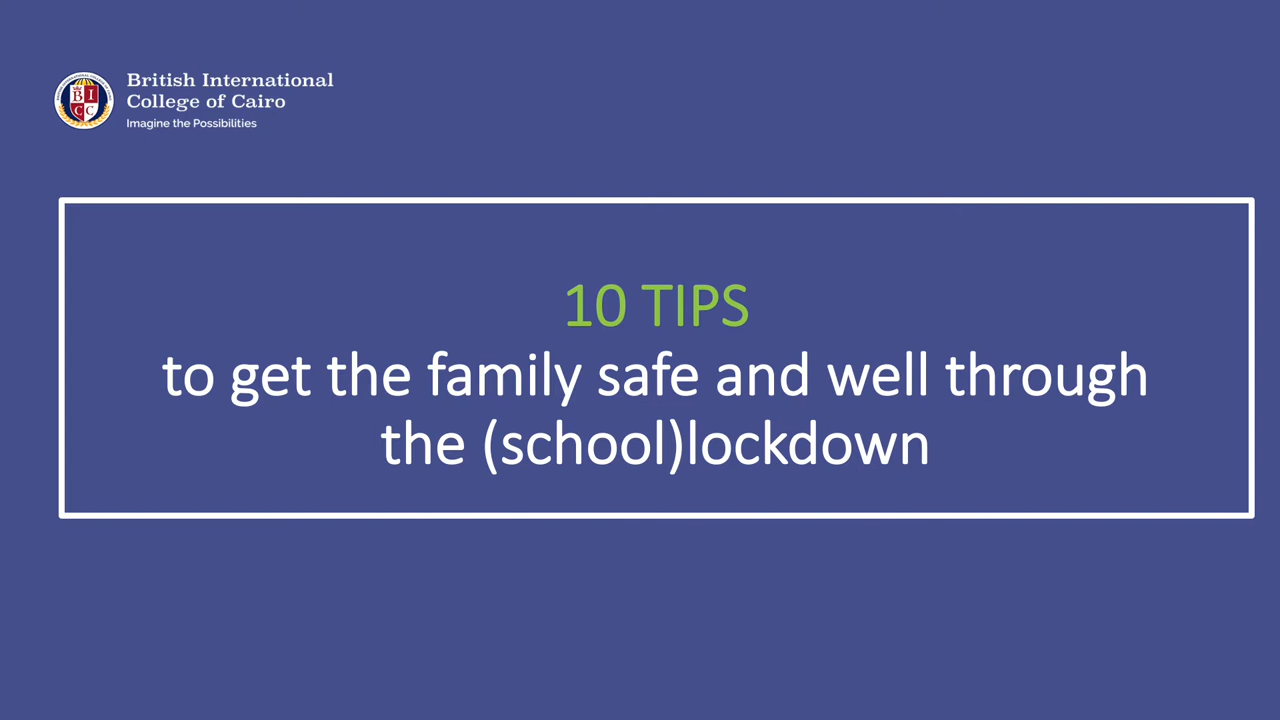 British International
College of Cairo
Imagine the Possibilities
B I
C C
10 TIPS
to get the family safe and well through
the (school)lockdown